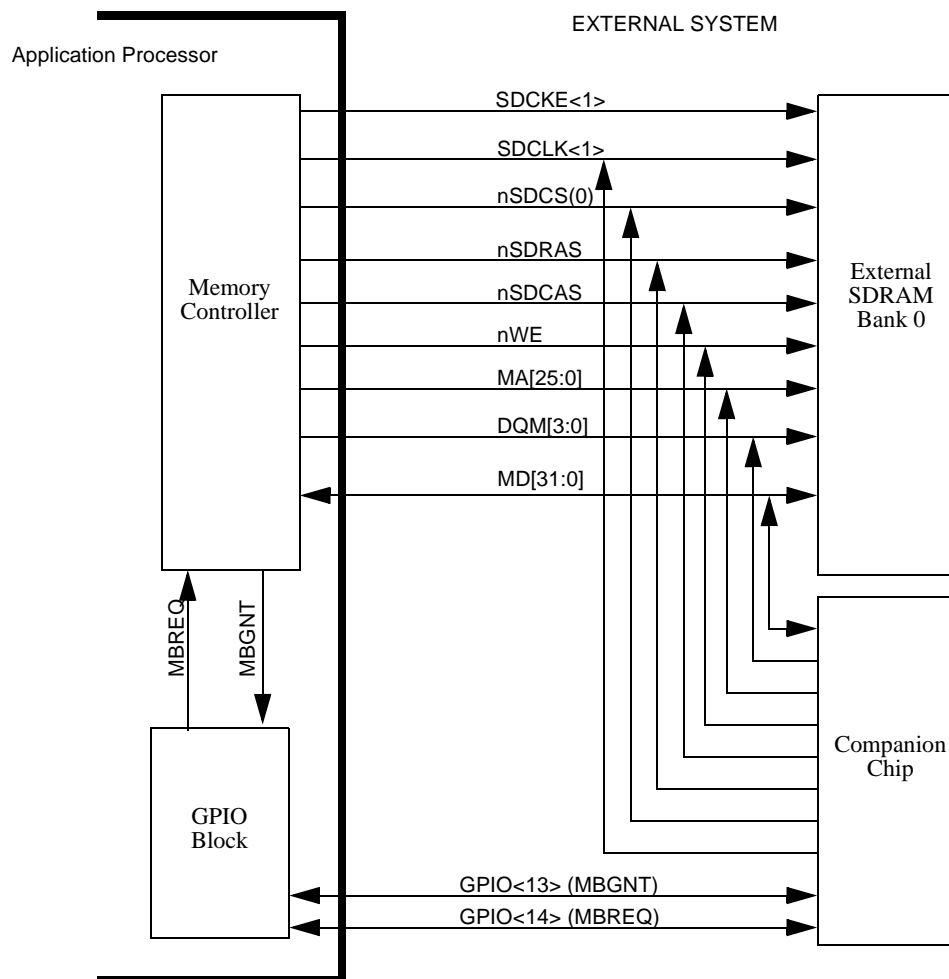 EXTERNAL SYSTEM
Application Processor
SDCKE<1>
SDCLK<1>
nSDCS(0)
nSDRAS
nSDCAS
nWE
MA[25:0]
DQM[3:0]
MD[31:0]
Memory
Controller
External
SDRAM
Bank 0
MBREQ
MBGNT
GPIO
Block
Companion
Chip
GPIO<13> (MBGNT)
GPIO<14> (MBREQ)